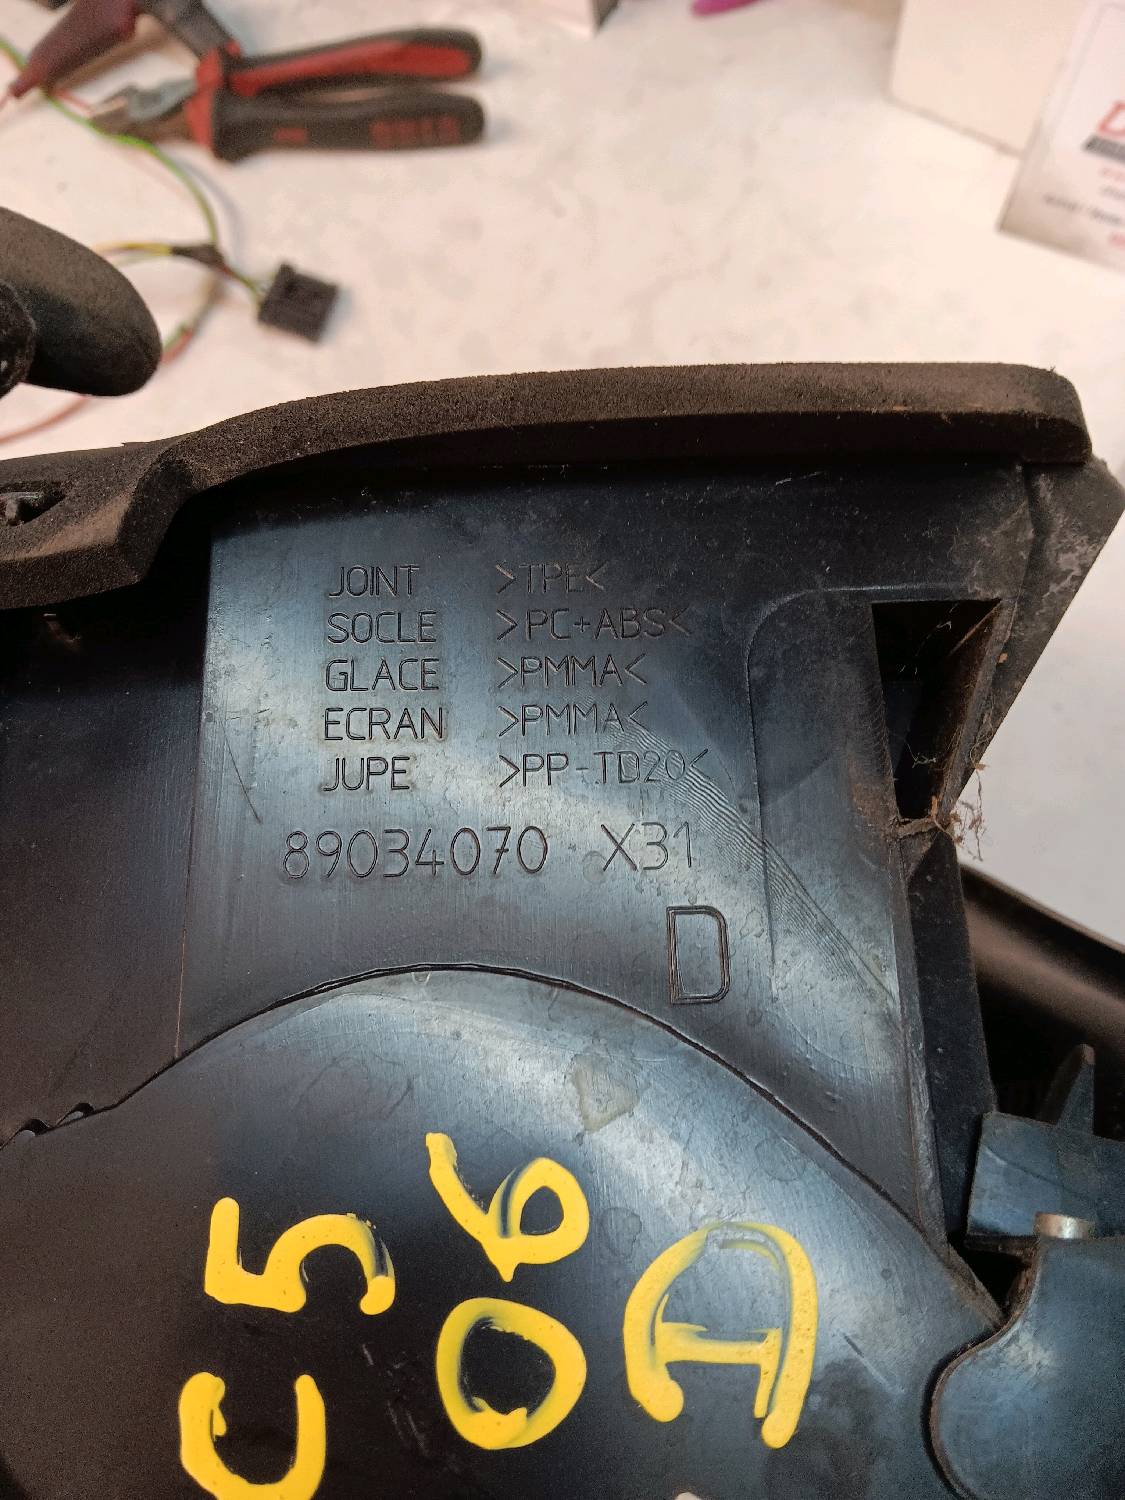 JOINT >TPE<
SOCLE >PC+ABS<
GLACE >PMMA<
ECRAN >PMMA<
JUPE >PP-TD20<
89034070 X31
D
C5
06
A